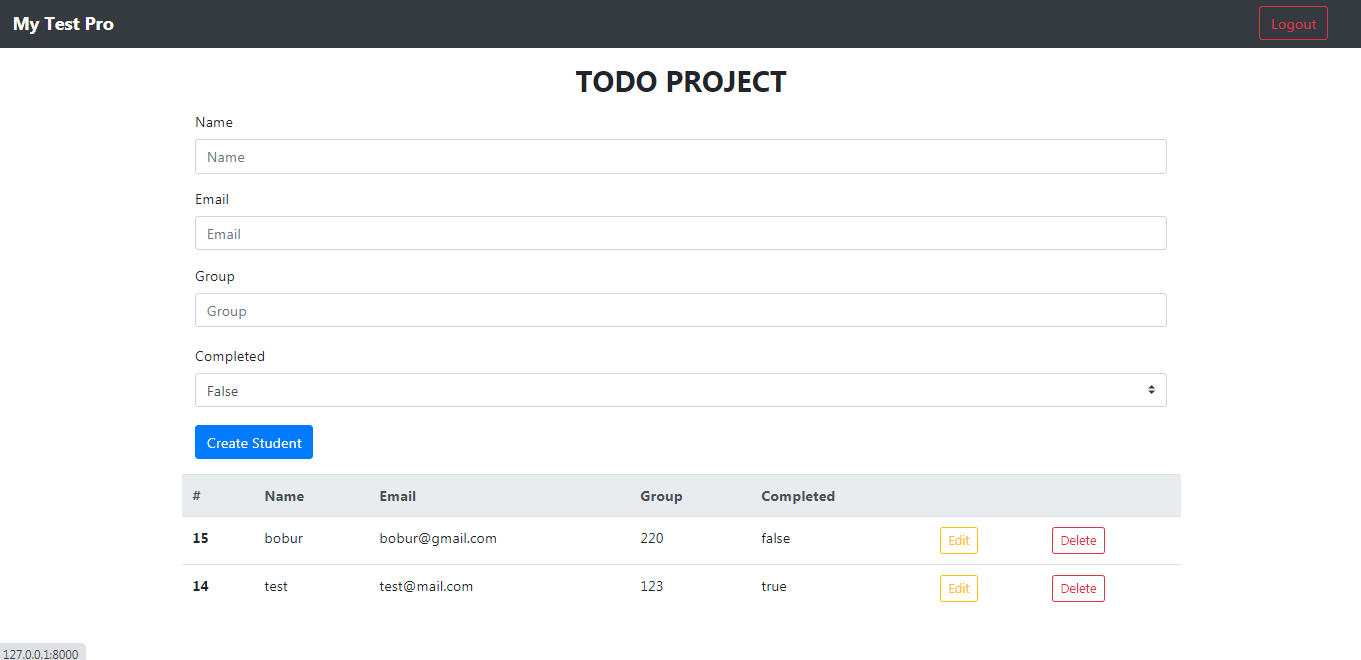 My Test Pro Logout
TODO PROJECT
Name
Name
Email
Email
Group
Group
Completed
False
Create Student
# Name Email Group Completed
15 bobur bobur@gmail.com 220 false Edit Delete
14 test test@mail.com 123 true Edit Delete
127.0.0.1:8000